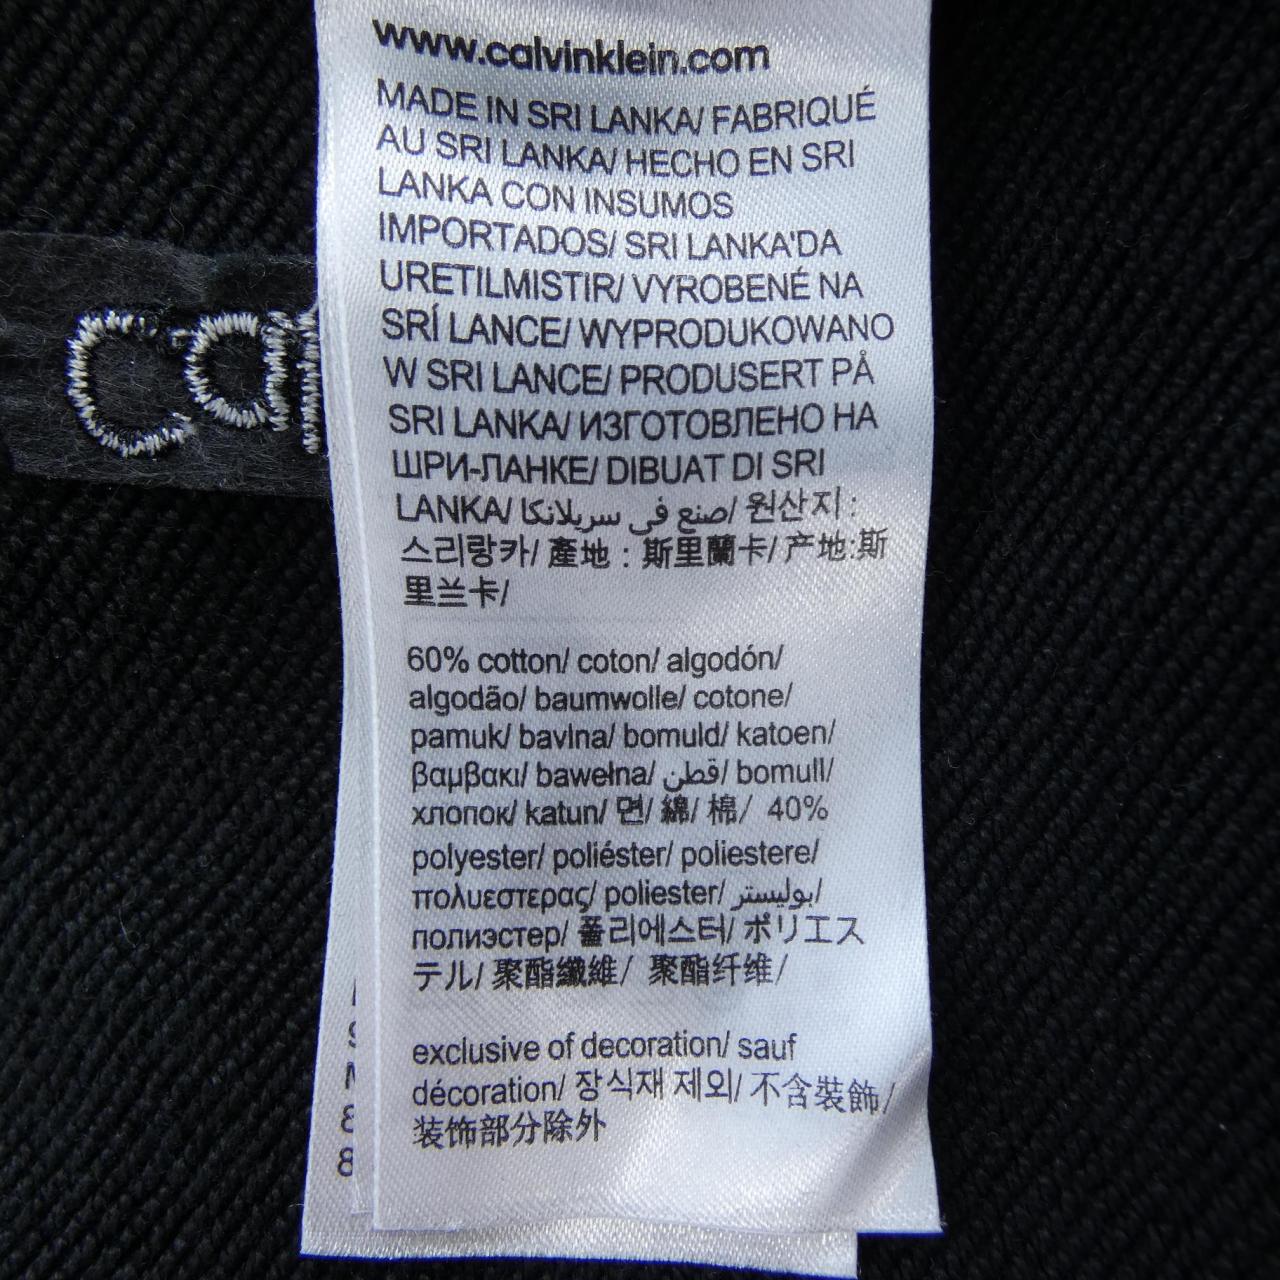 www.calvinklein.com
MADE IN SRI LANKA/ FABRIQUÉ
AU SRI LANKA/ HECHO EN SRI
LANKA CON INSUMOS
IMPORTADOS/ SRI LANKA'DA
URETILMISTIR/ VYROBENÉ NA
SRÍ LANCE/ WYPRODUKOWANO
W SRI LANCE/ PRODUSERT PÅ
SRI LANKA/ ИЗГОТОВЛЕНО НА
ШРИ-ЛАНКЕ/ DIBUAT DI SRI
LANKA/ صنع في سريلانكا/ 원산지 :
스리랑카/ 產地 : 斯里蘭卡/ 产地:斯
里兰卡/
60% cotton/ coton/ algodón/
algodão/ baumwolle/ cotone/
pamuk/ bavlna/ bomuld/ katoen/
βαμβακι/ bawełna/ قطن/ bomull/
хлопок/ katun/ 면/ 綿/ 棉/ 40%
polyester/ poliéster/ poliestere/
πολυεστερας/ poliester/ بوليستر/
полиэстер/ 폴리에스터/ ポリエス
テル/ 聚酯纖維/ 聚酯纤维/
exclusive of decoration/ sauf
décoration/ 장식재 제외/ 不含裝飾/
装饰部分除外